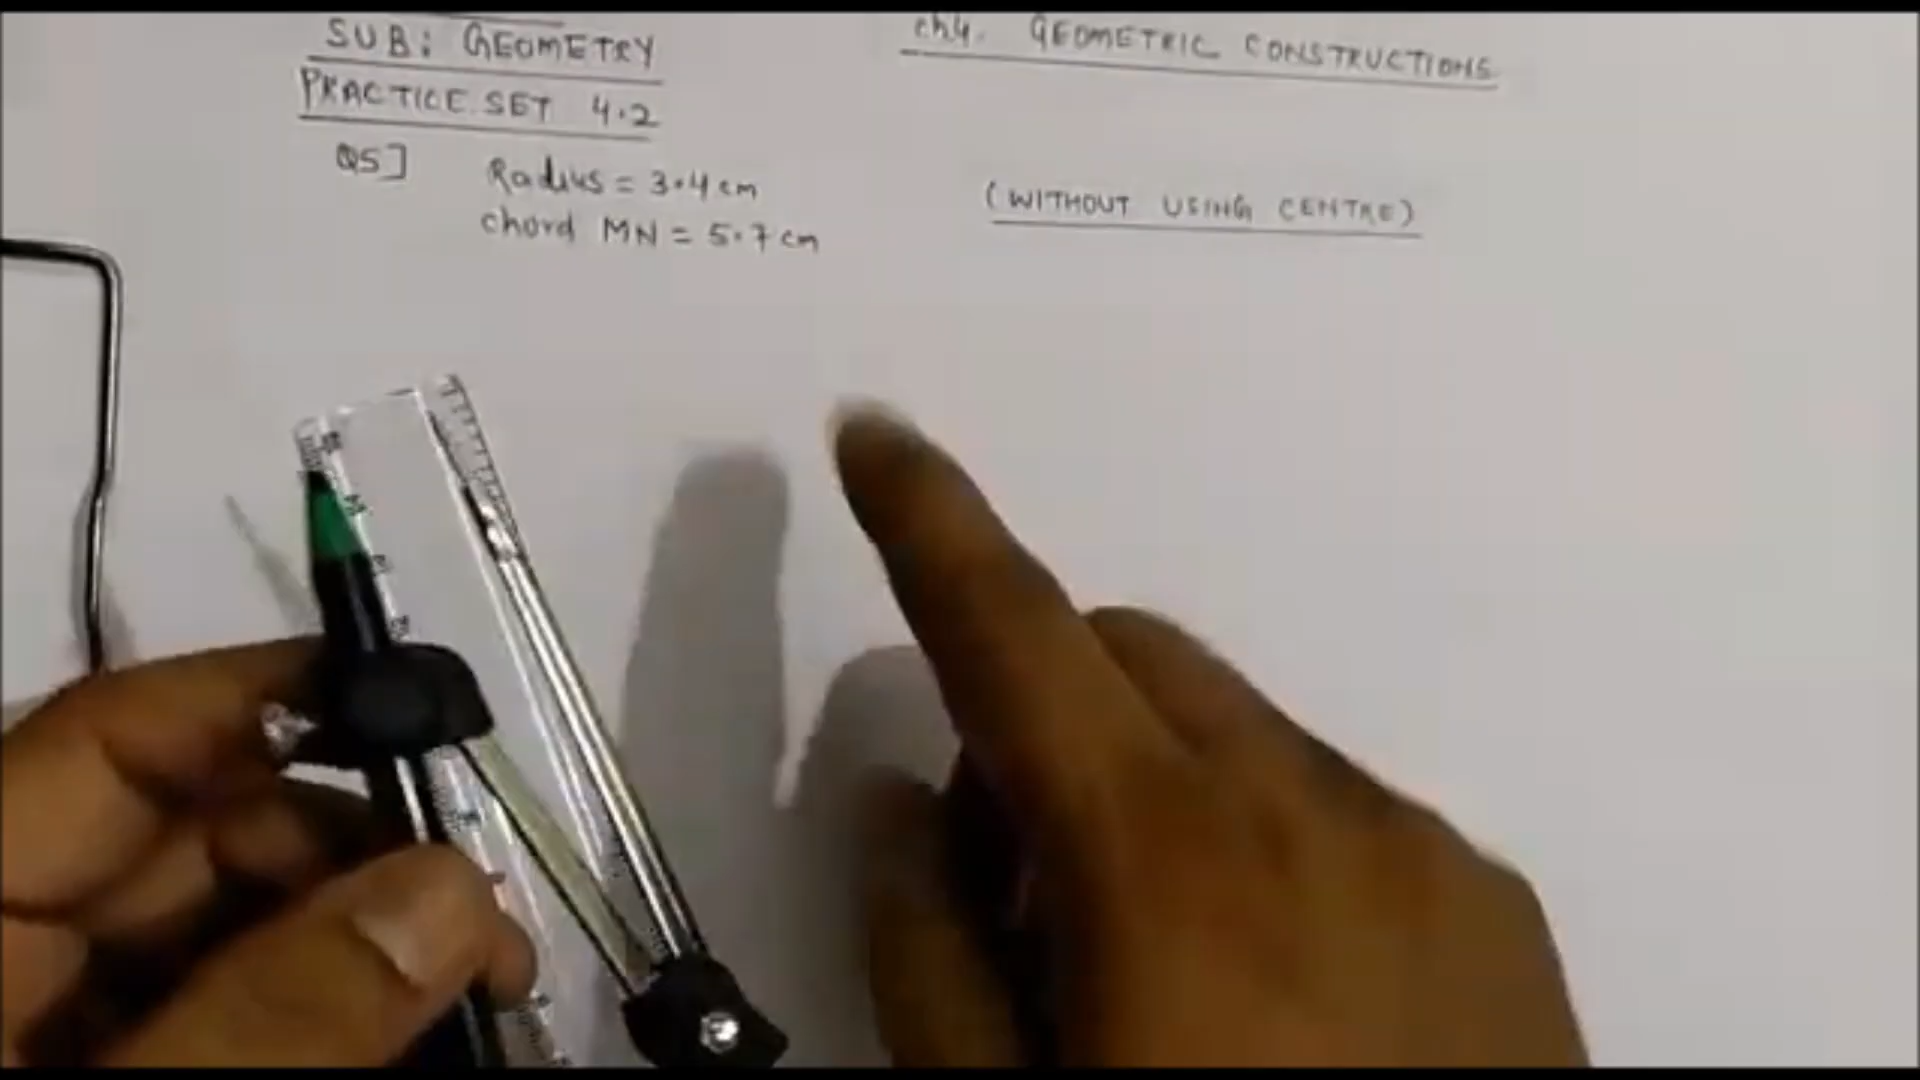 SUB: GEOMETRY
ch4. GEOMETRIC CONSTRUCTIONS
PRACTICE SET 4.2
Q5] Radius = 3.4 cm
(WITHOUT USING CENTRE)
chord MN = 5.7 cm